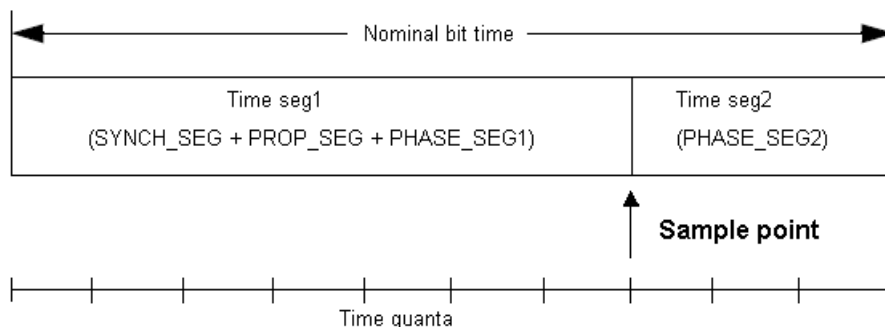 Nominal bit time
Time seg1
(SYNCH_SEG + PROP_SEG + PHASE_SEG1)
Time seg2
(PHASE_SEG2)
Sample point
Time quanta